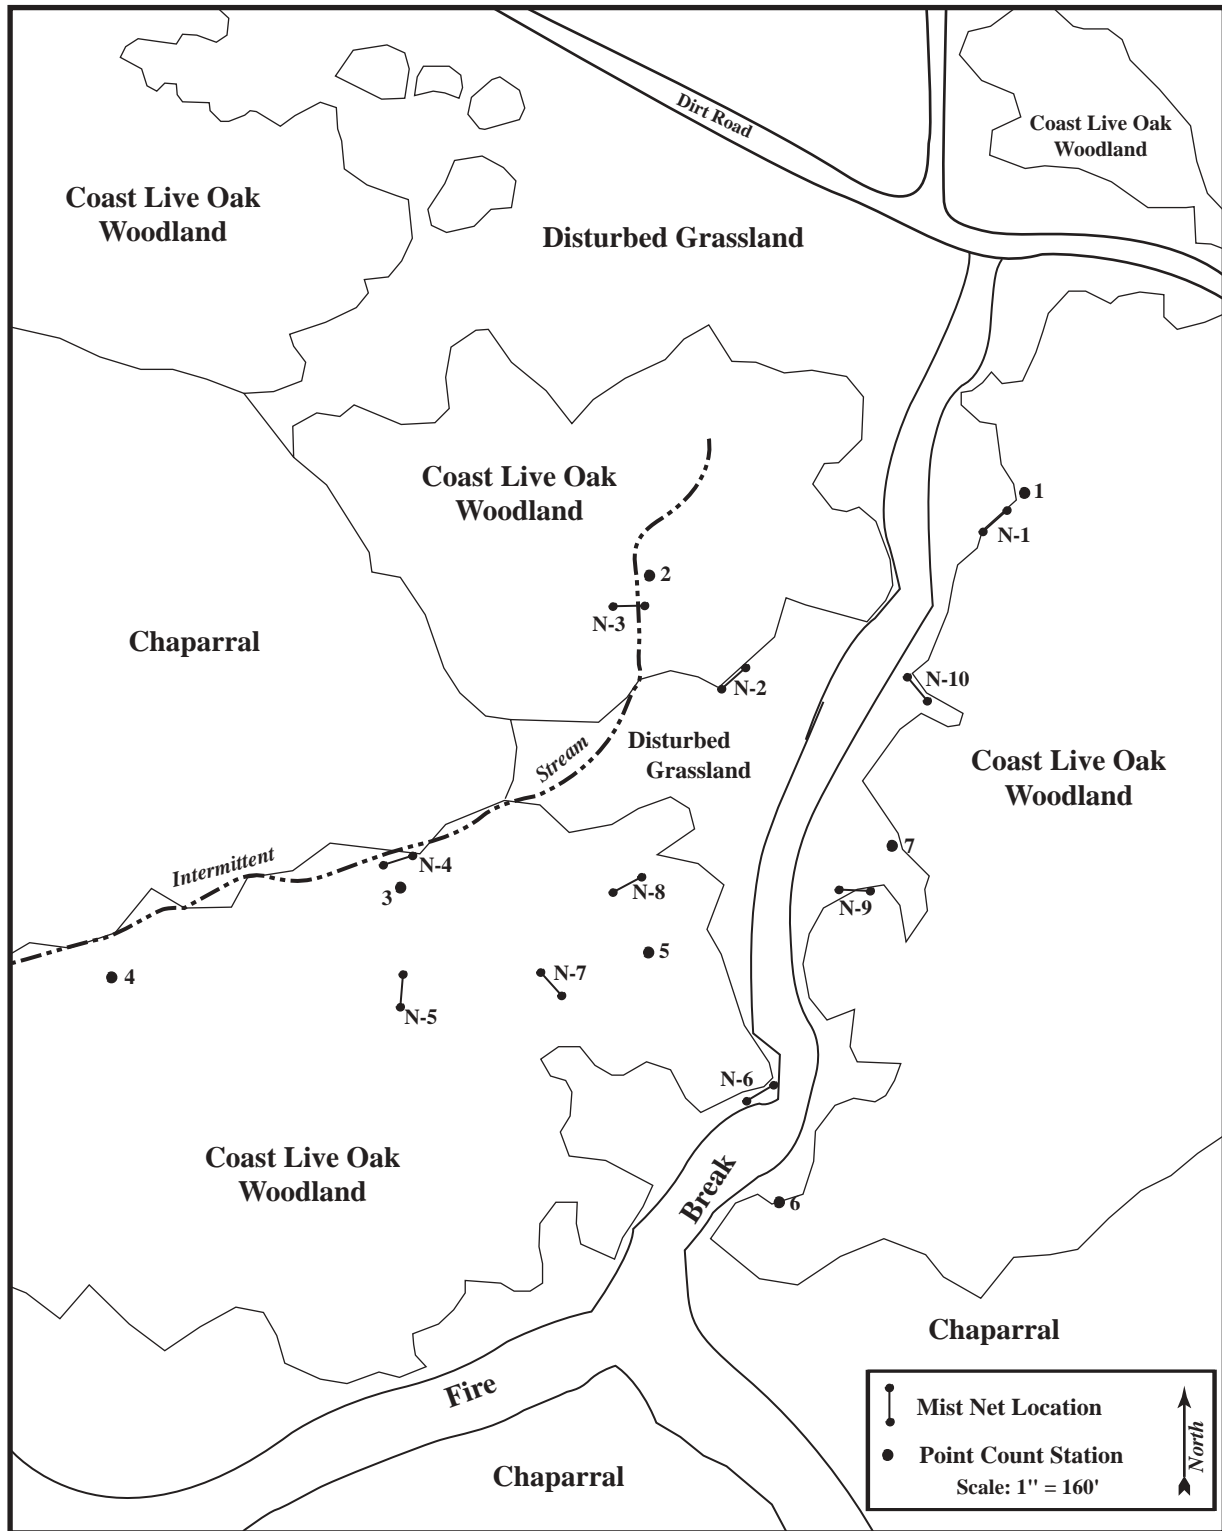 Dirt Road
Coast Live Oak
Woodland
Coast Live Oak
Woodland
Disturbed Grassland
Coast Live Oak
Woodland
1
N-1
2
N-3
Chaparral
N-2
N-10
Disturbed
Grassland
Stream
Coast Live Oak
Woodland
Intermittent
N-4
3
7
N-8
N-9
5
4
N-7
N-5
N-6
Coast Live Oak
Woodland
Break
6
Chaparral
Fire
Mist Net Location
Point Count Station
Scale: 1" = 160'
North
Chaparral